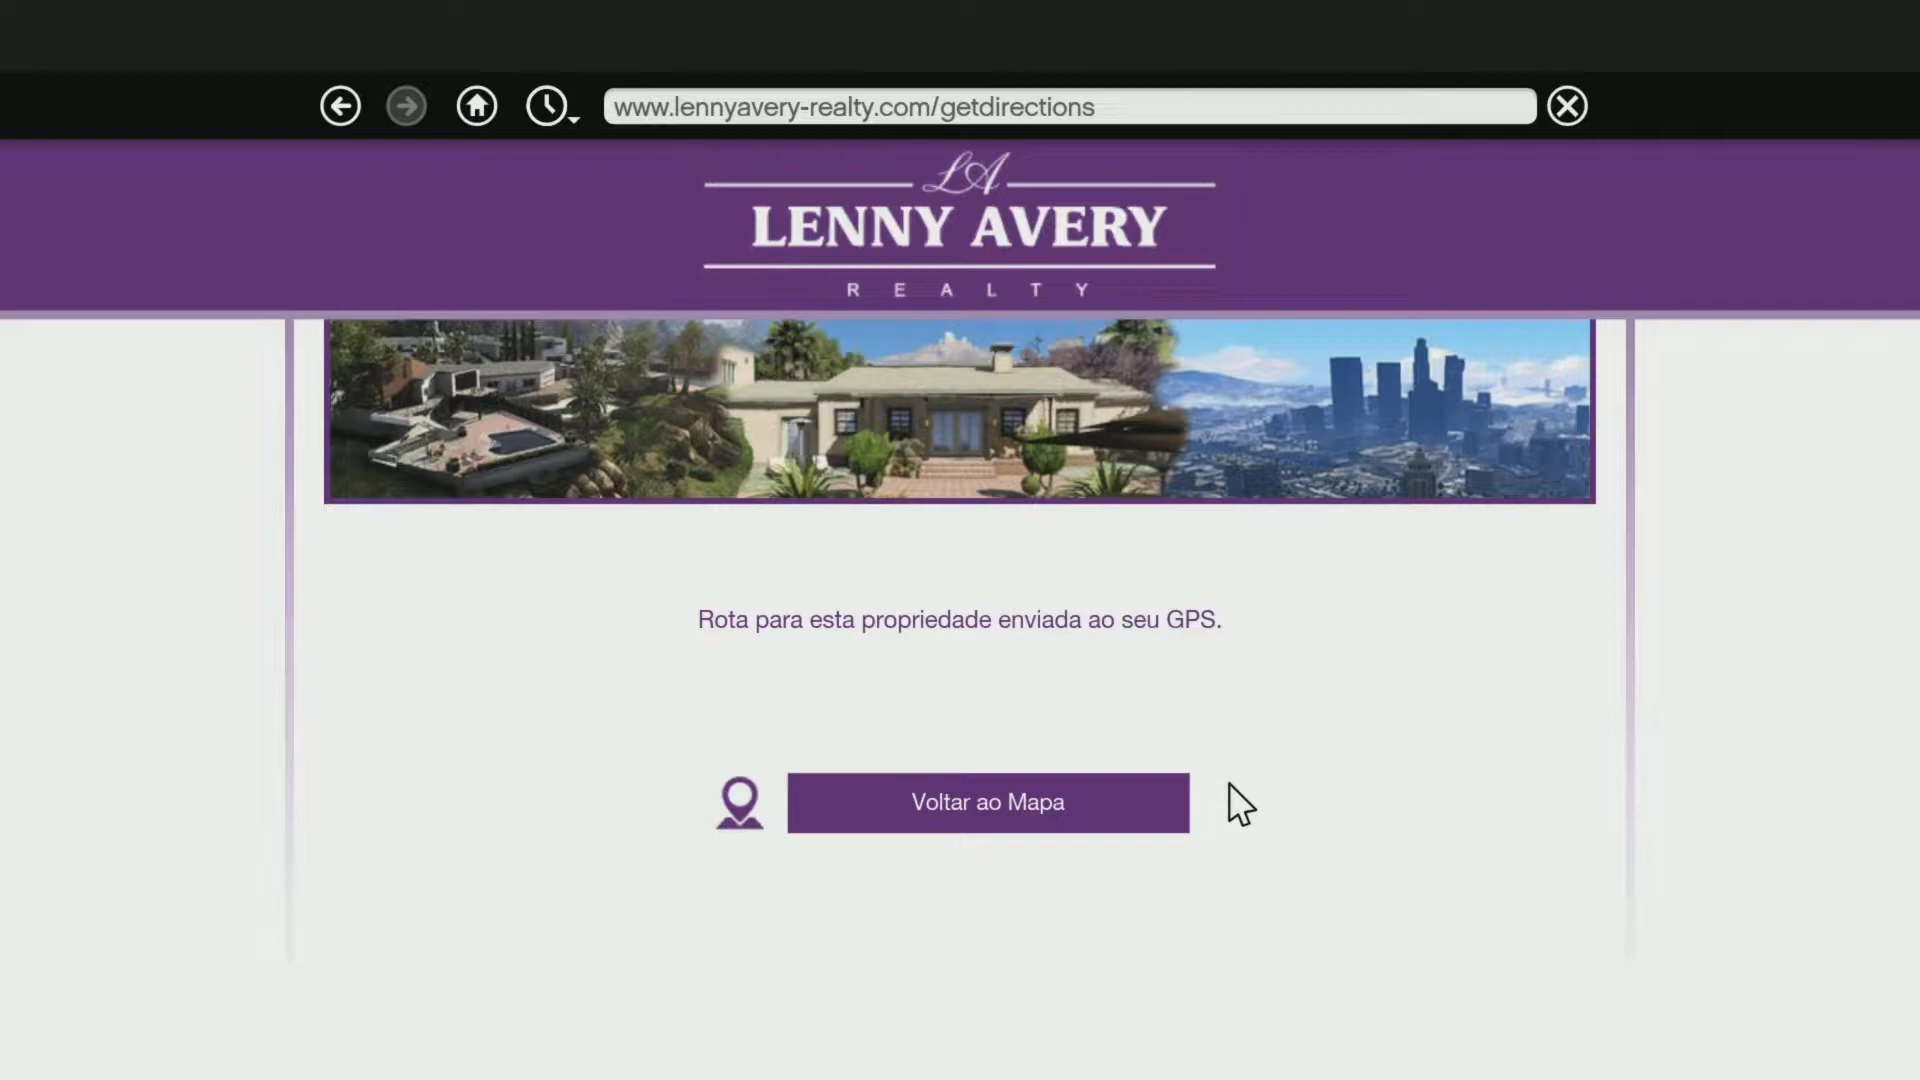 www.lennyavery-realty.com/getdirections
LA
LENNY AVERY
REALTY
Rota para esta propriedade enviada ao seu GPS.
Voltar ao Mapa